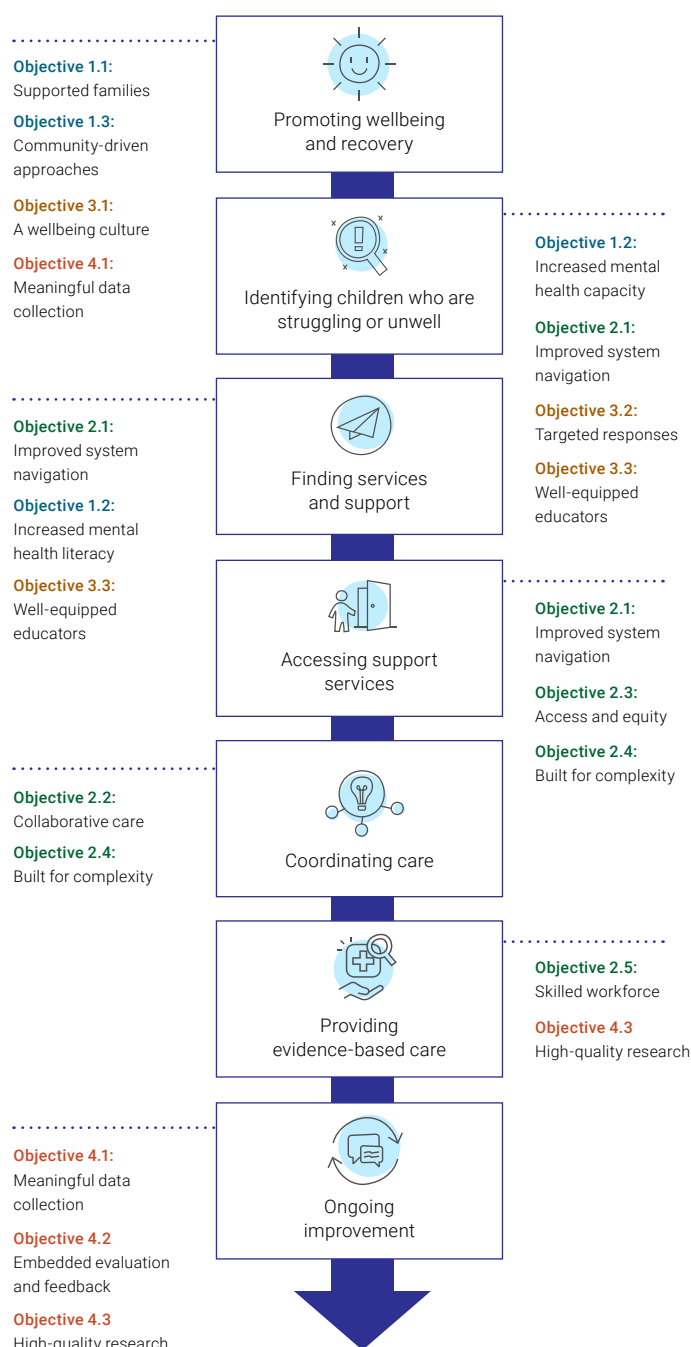 Promoting wellbeing
and recovery
Objective 1.1:
Supported families
Objective 1.3:
Community-driven
approaches
Objective 3.1:
A wellbeing culture
Objective 4.1:
Meaningful data
collection
Identifying children who are
struggling or unwell
Objective 1.2:
Increased mental
health capacity
Objective 2.1:
Improved system
navigation
Objective 3.2:
Targeted responses
Objective 3.3:
Well-equipped
educators
Finding services
and support
Objective 2.1:
Improved system
navigation
Objective 1.2:
Increased mental
health literacy
Objective 3.3:
Well-equipped
educators
Accessing support
services
Objective 2.1:
Improved system
navigation
Objective 2.3:
Access and equity
Objective 2.4:
Built for complexity
Coordinating care
Objective 2.2:
Collaborative care
Objective 2.4:
Built for complexity
Providing
evidence-based care
Objective 2.5:
Skilled workforce
Objective 4.3
High-quality research
Ongoing
improvement
Objective 4.1:
Meaningful data
collection
Objective 4.2
Embedded evaluation
and feedback
Objective 4.3
High-quality research